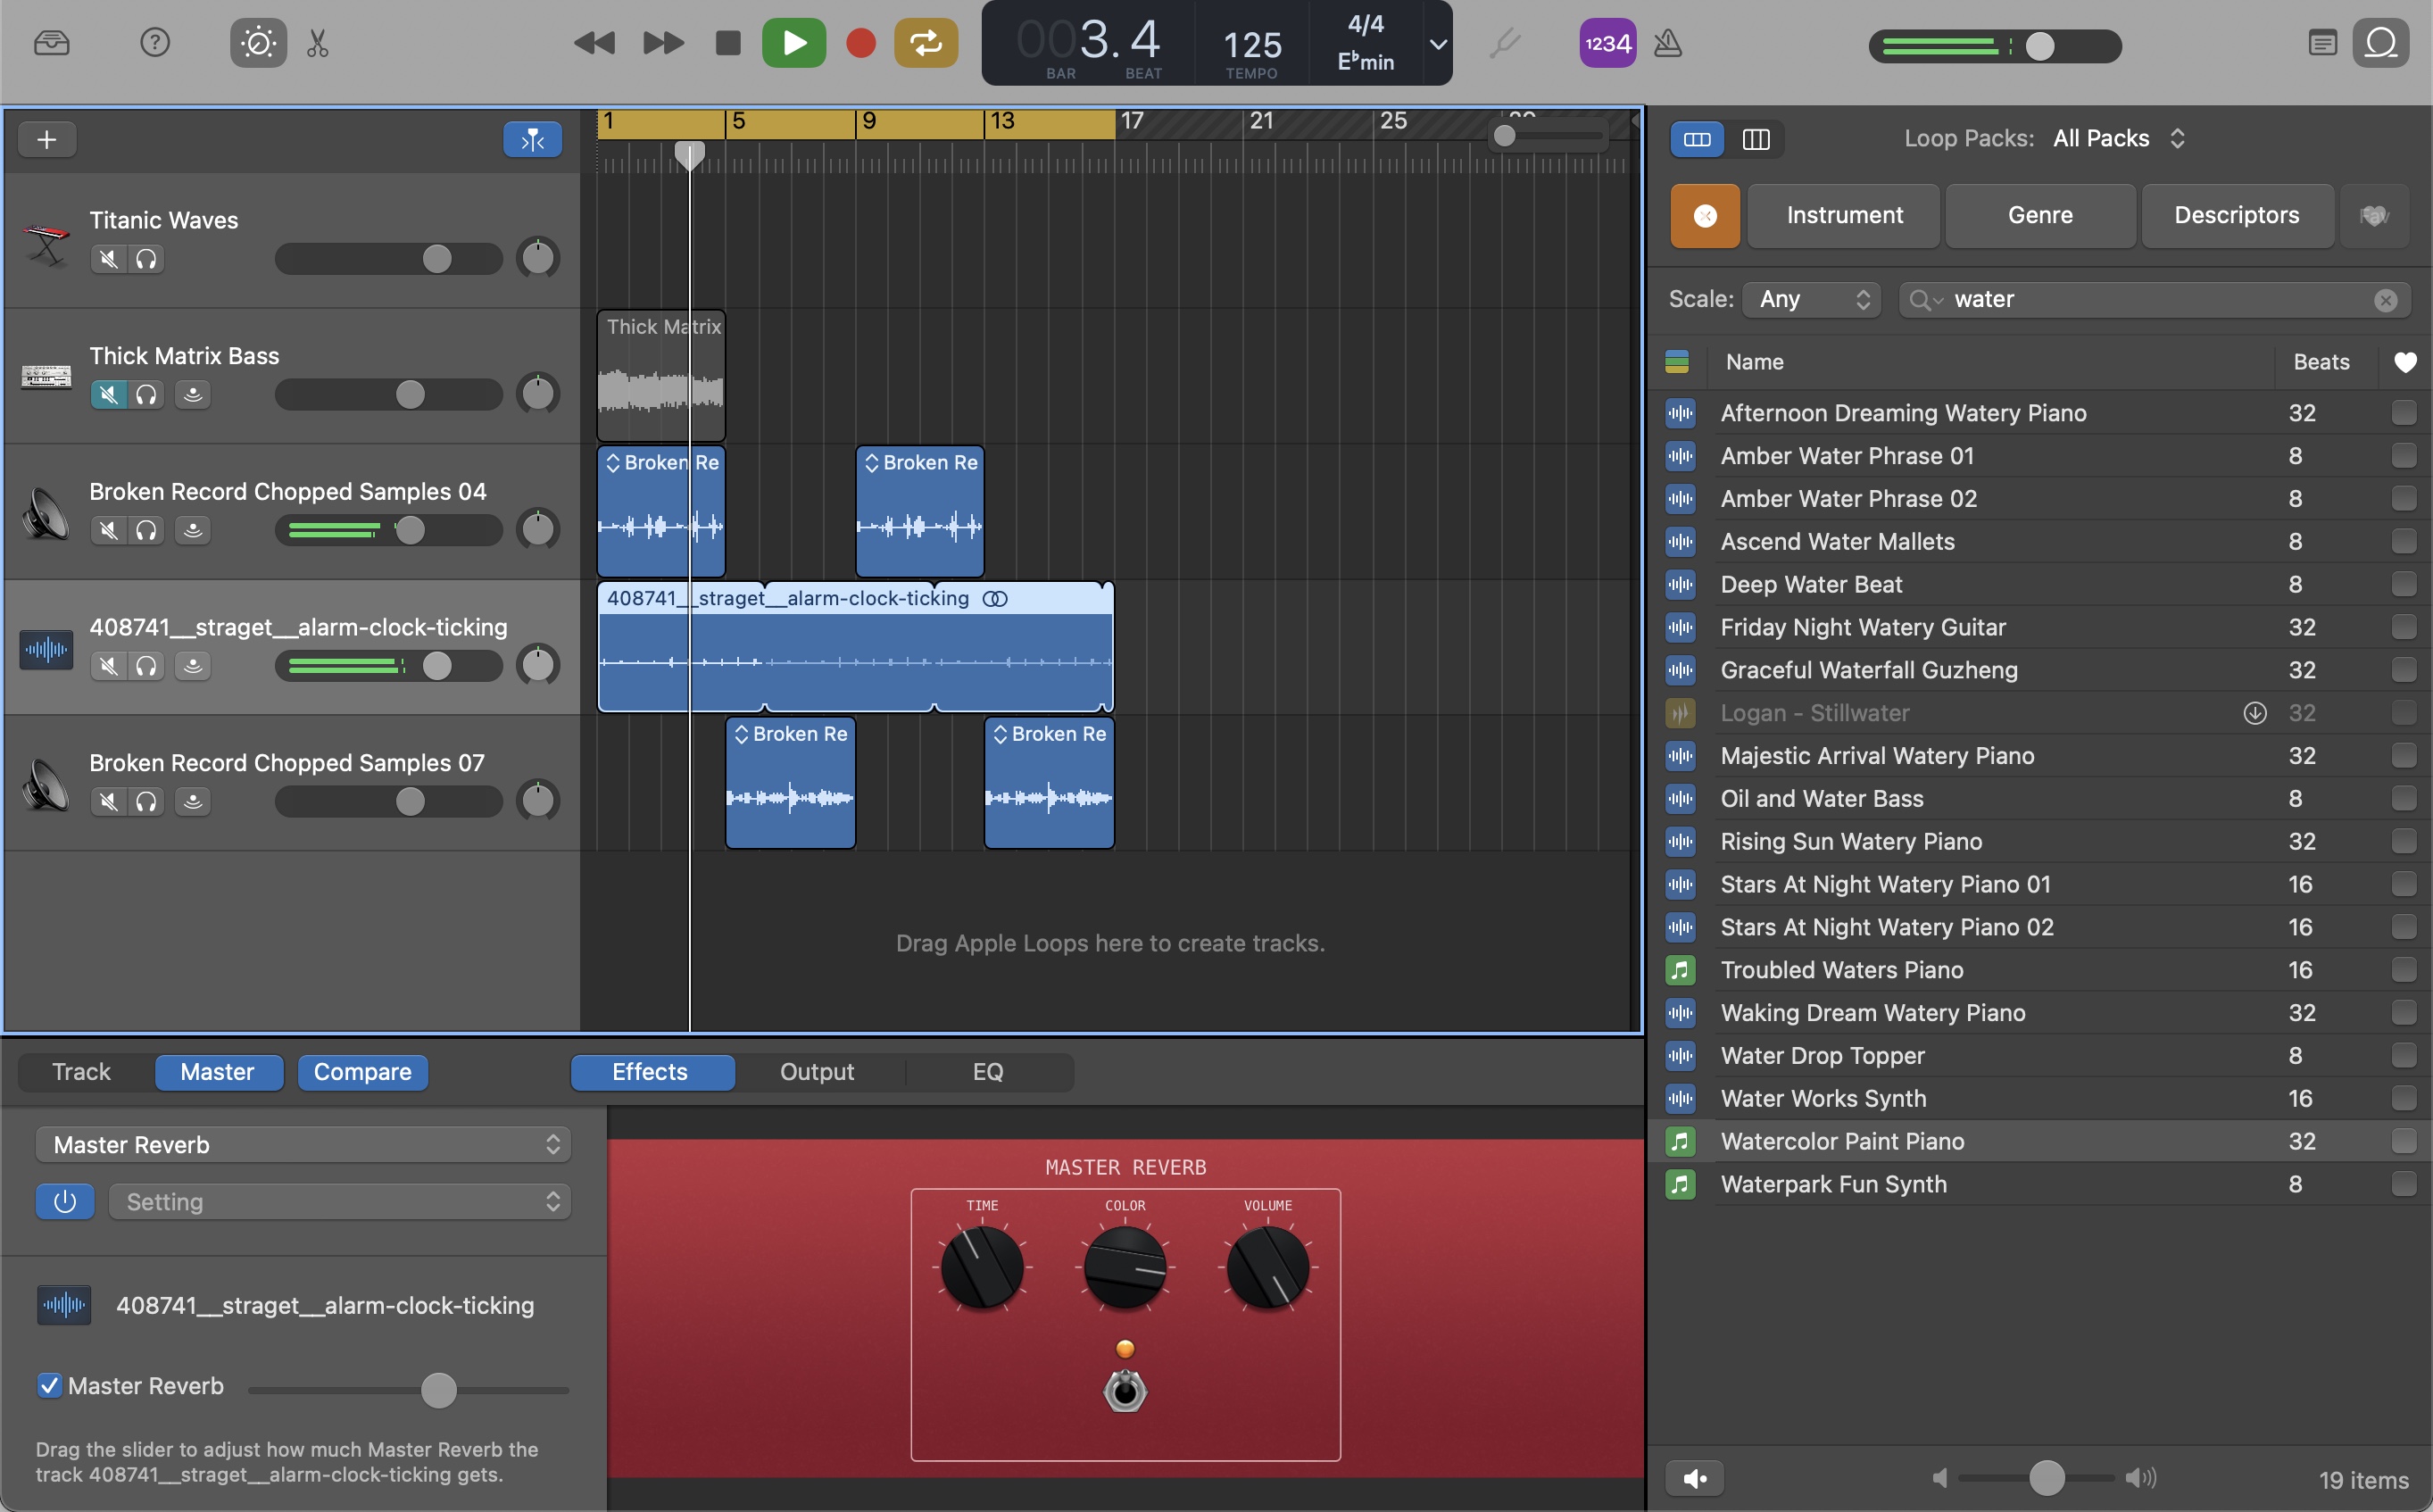 003.4
BAR
BEAT
125
TEMPO
4/4
E♭min
1234
1
5
9
13
17
21
25
29
Titanic Waves
Thick Matrix Bass
Thick Matrix
Broken Record Chopped Samples 04
Broken Re
Broken Re
408741__straget__alarm-clock-ticking
408741__straget__alarm-clock-ticking
Broken Record Chopped Samples 07
Broken Re
Broken Re
Drag Apple Loops here to create tracks.
Loop Packs: All Packs
Instrument
Genre
Descriptors
Fav
Scale: Any
water
Name
Beats
Afternoon Dreaming Watery Piano 32
Amber Water Phrase 01 8
Amber Water Phrase 02 8
Ascend Water Mallets 8
Deep Water Beat 8
Friday Night Watery Guitar 32
Graceful Waterfall Guzheng 32
Logan - Stillwater 32
Majestic Arrival Watery Piano 32
Oil and Water Bass 8
Rising Sun Watery Piano 32
Stars At Night Watery Piano 01 16
Stars At Night Watery Piano 02 16
Troubled Waters Piano 16
Waking Dream Watery Piano 32
Water Drop Topper 8
Water Works Synth 16
Watercolor Paint Piano 32
Waterpark Fun Synth 8
19 items
Track
Master
Compare
Effects
Output
EQ
Master Reverb
Setting
408741__straget__alarm-clock-ticking
Master Reverb
Drag the slider to adjust how much Master Reverb the
track 408741__straget__alarm-clock-ticking gets.
MASTER REVERB
TIME
COLOR
VOLUME